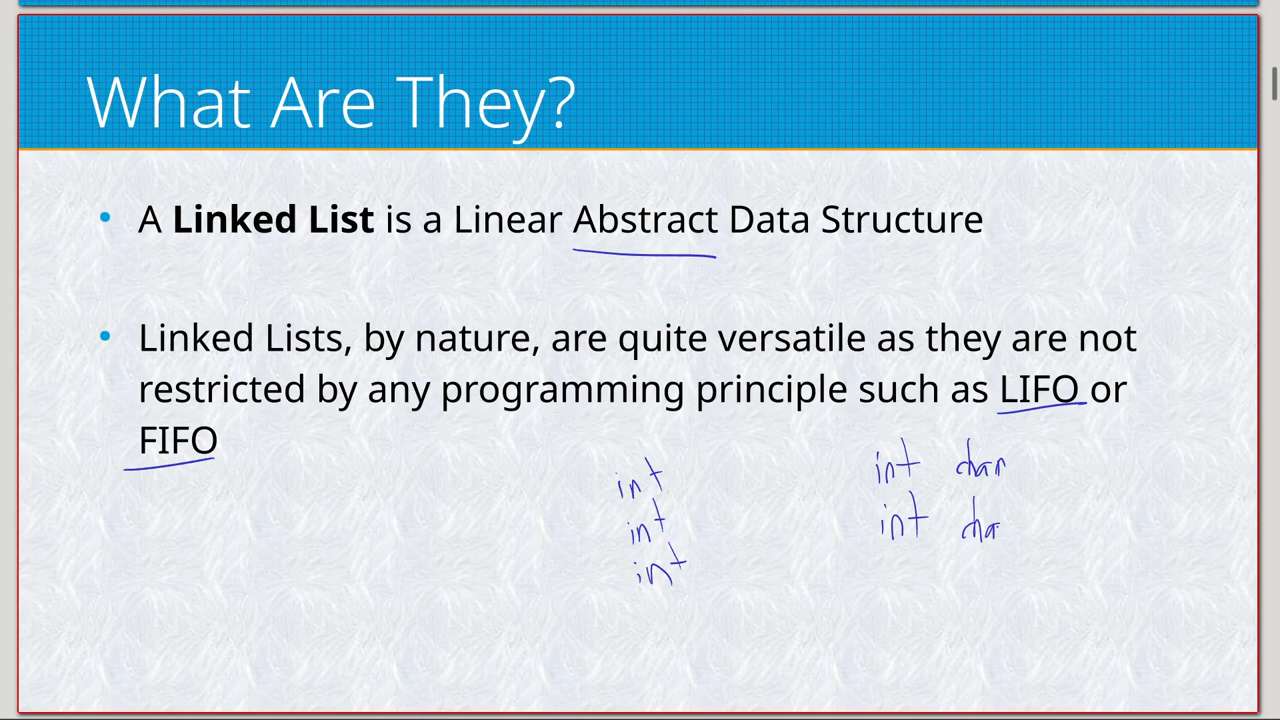 What Are They?
• A Linked List is a Linear Abstract Data Structure
• Linked Lists, by nature, are quite versatile as they are not
restricted by any programming principle such as LIFO or
FIFO
int
int
int
int char
int cha